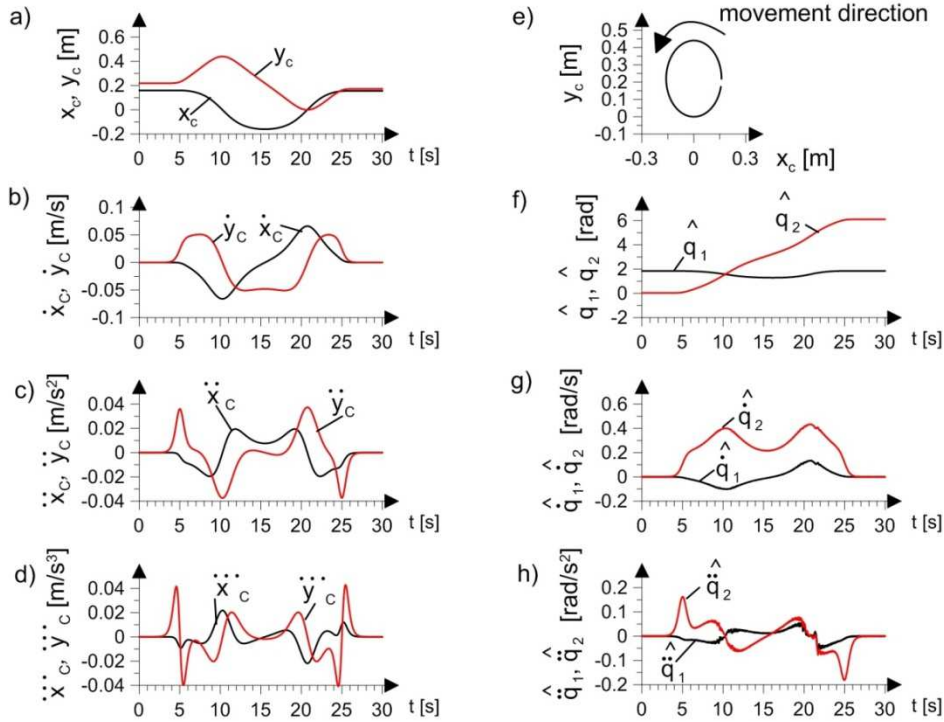 a)
x_c, y_c [m]
0.4
0.2
0
-0.2
y_c
x_c
0 5 10 15 20 25 30
t [s]
b)
ẋ_C, ẏ_C [m/s]
0.1
0.05
0
-0.05
-0.1
ẏ_C
ẋ_C
0 5 10 15 20 25 30
t [s]
c)
ẍ_C, ÿ_C [m/s²]
0.04
0.02
0
-0.02
-0.04
ẍ_C
ÿ_C
0 5 10 15 20 25 30
t [s]
d)
x⃛_C, y⃛_C [m/s³]
0.04
0.02
0
-0.02
-0.04
x⃛_C
y⃛_C
0 5 10 15 20 25 30
t [s]
e)
movement direction
y_c [m]
0.5
0.4
0.3
0.2
0.1
0
-0.1
-0.3 0 0.3
x_c [m]
f)
q̂_1, q̂_2 [rad]
6
4
2
0
-2
q̂_1
q̂_2
0 5 10 15 20 25 30
t [s]
g)
q̇̂_1, q̇̂_2 [rad/s]
0.6
0.4
0.2
0
-0.2
q̇̂_2
q̇̂_1
0 5 10 15 20 25 30
t [s]
h)
q̈̂_1, q̈̂_2 [rad/s²]
0.2
0.1
0
-0.1
-0.2
q̈̂_2
q̈̂_1
0 5 10 15 20 25 30
t [s]